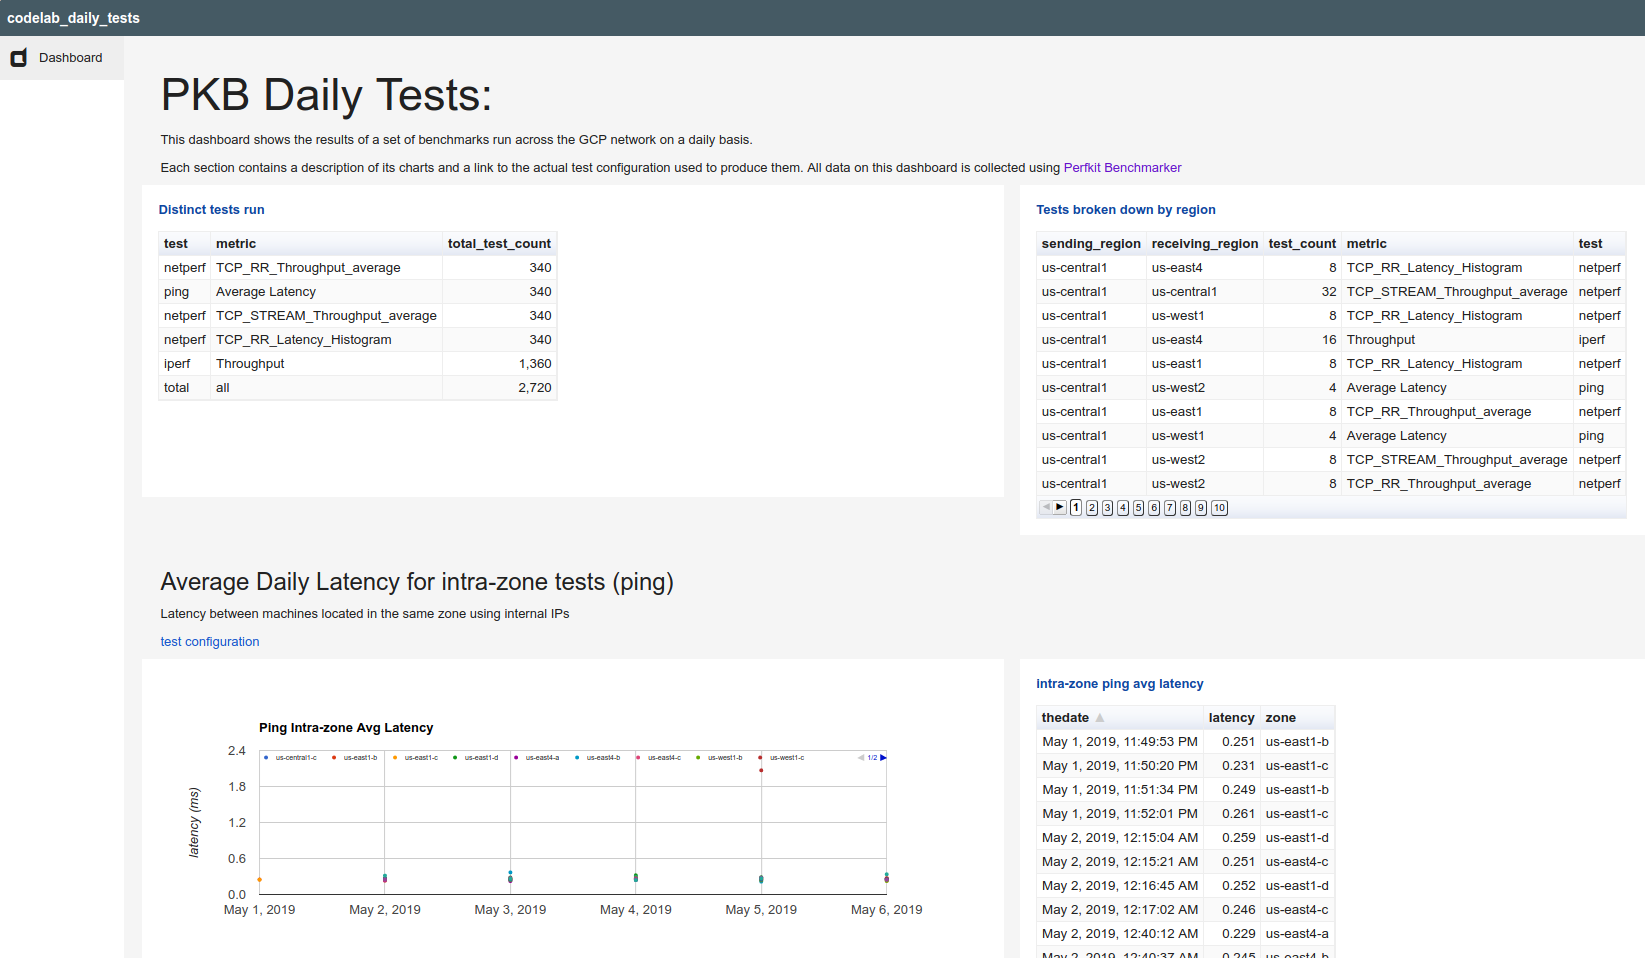 codelab_daily_tests
Dashboard
PKB Daily Tests:
This dashboard shows the results of a set of benchmarks run across the GCP network on a daily basis.
Each section contains a description of its charts and a link to the actual test configuration used to produce them. All data on this dashboard is collected using Perfkit Benchmarker
Distinct tests run
test metric total_test_count
netperf TCP_RR_Throughput_average 340
ping Average Latency 340
netperf TCP_STREAM_Throughput_average 340
netperf TCP_RR_Latency_Histogram 340
iperf Throughput 1,360
total all 2,720
Tests broken down by region
sending_region receiving_region test_count metric test
us-central1 us-east4 8 TCP_RR_Latency_Histogram netperf
us-central1 us-central1 32 TCP_STREAM_Throughput_average netperf
us-central1 us-west1 8 TCP_RR_Latency_Histogram netperf
us-central1 us-east4 16 Throughput iperf
us-central1 us-east1 8 TCP_RR_Latency_Histogram netperf
us-central1 us-west2 4 Average Latency ping
us-central1 us-east1 8 TCP_RR_Throughput_average netperf
us-central1 us-west1 4 Average Latency ping
us-central1 us-west2 8 TCP_STREAM_Throughput_average netperf
us-central1 us-west2 8 TCP_RR_Throughput_average netperf
1 2 3 4 5 6 7 8 9 10
Average Daily Latency for intra-zone tests (ping)
Latency between machines located in the same zone using internal IPs
test configuration
Ping Intra-zone Avg Latency
us-central1-c us-east1-b us-east1-c us-east1-d us-east4-a us-east4-b us-east4-c us-west1-b us-west1-c 1/2
latency (ms)
2.4
1.8
1.2
0.6
0.0
May 1, 2019 May 2, 2019 May 3, 2019 May 4, 2019 May 5, 2019 May 6, 2019
intra-zone ping avg latency
thedate latency zone
May 1, 2019, 11:49:53 PM 0.251 us-east1-b
May 1, 2019, 11:50:20 PM 0.231 us-east1-c
May 1, 2019, 11:51:34 PM 0.249 us-east1-b
May 1, 2019, 11:52:01 PM 0.261 us-east1-c
May 2, 2019, 12:15:04 AM 0.259 us-east1-d
May 2, 2019, 12:15:21 AM 0.251 us-east4-c
May 2, 2019, 12:16:45 AM 0.252 us-east1-d
May 2, 2019, 12:17:02 AM 0.246 us-east4-c
May 2, 2019, 12:40:12 AM 0.229 us-east4-a
May 2, 2019, 12:40:37 AM 0.245 us-east4-b